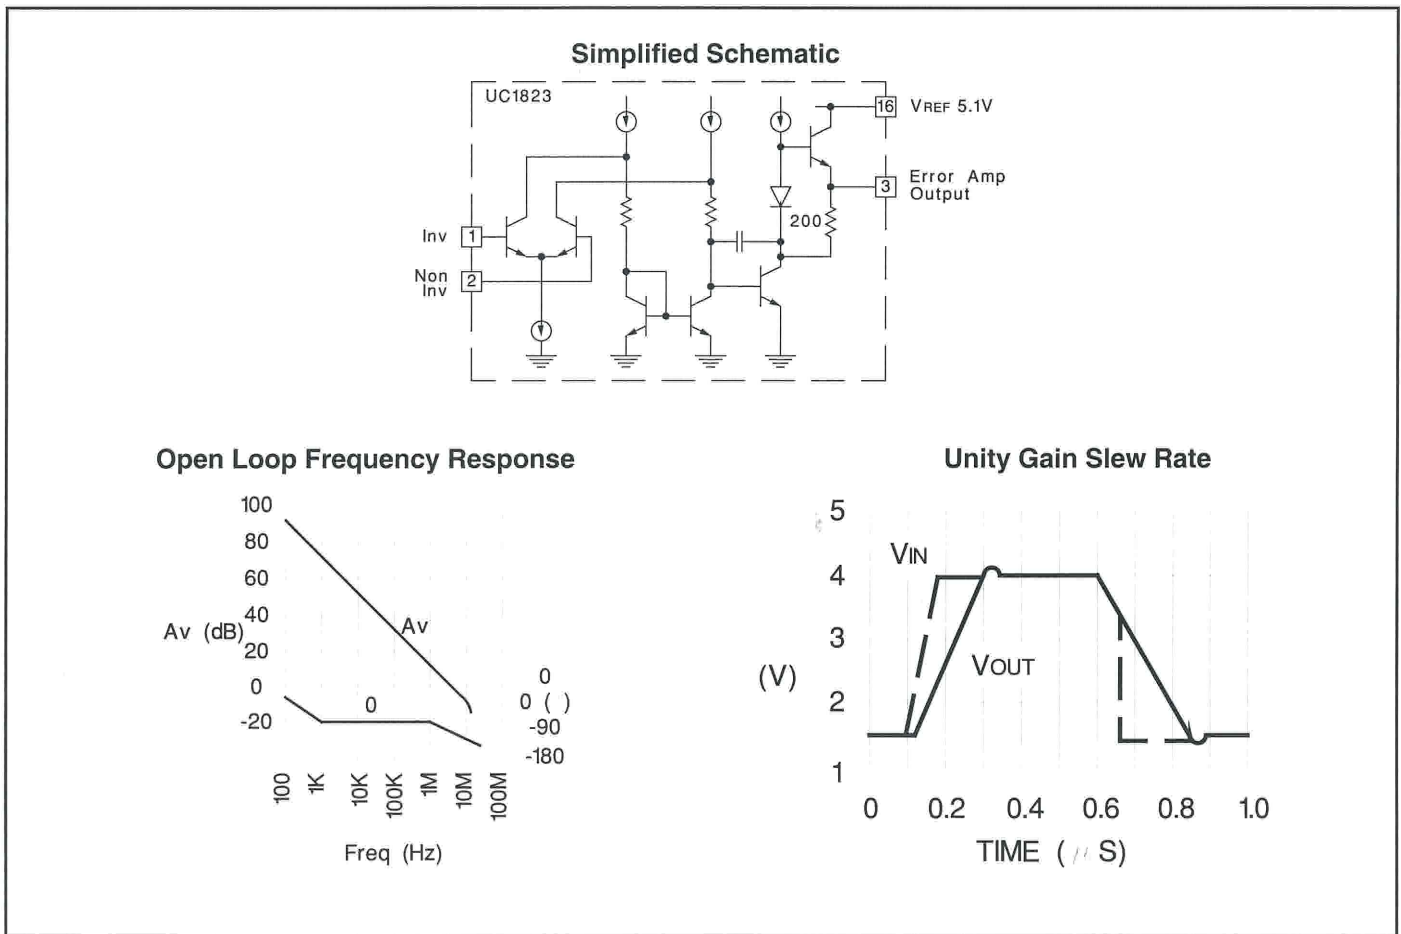 Simplified Schematic
UC1823
16 VREF 5.1V
3 Error Amp
Output
200
Inv 1
Non
Inv 2
Open Loop Frequency Response
100
80
60
40
Av (dB)
20
0
-20
Av
0
0
0 ( )
-90
-180
100 1K 10K 100K 1M 10M 100M
Freq (Hz)
Unity Gain Slew Rate
5
4
3
(V)
2
1
VIN
VOUT
0 0.2 0.4 0.6 0.8 1.0
TIME ( μ S)